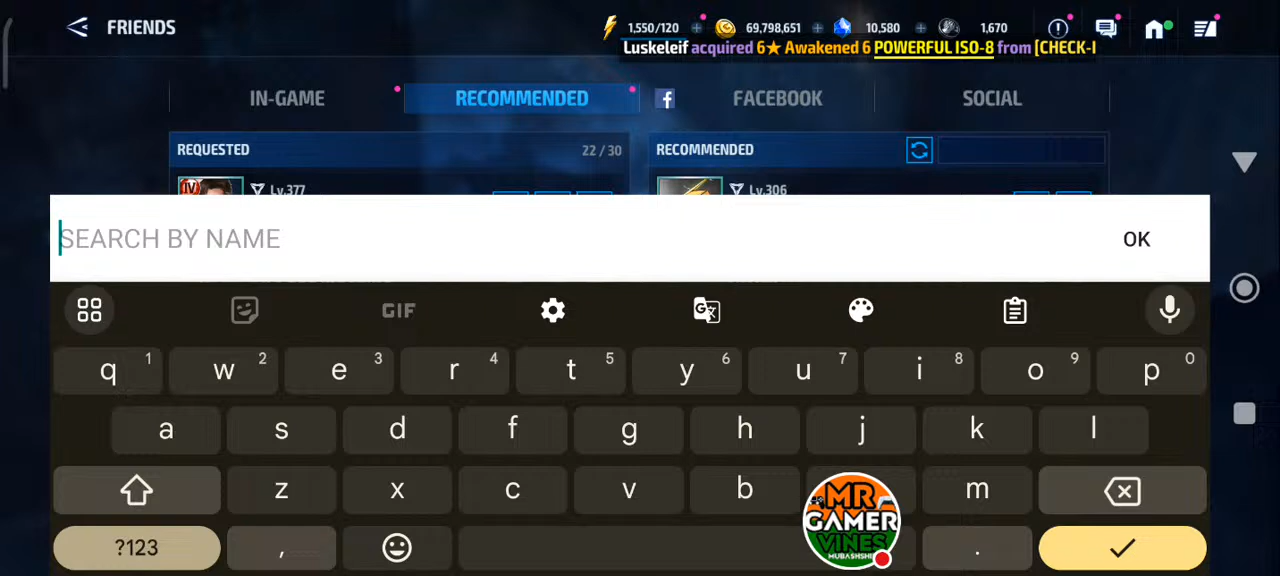 FRIENDS
1,550/120
69,798,651
10,580
1,670
Luskeleif acquired 6★ Awakened 6 POWERFUL ISO-8 from [CHECK-I
IN-GAME
RECOMMENDED
FACEBOOK
SOCIAL
REQUESTED
22 / 30
RECOMMENDED
IV
Lv.377
Lv.306
SEARCH BY NAME
OK
GIF
q 1 w 2 e 3 r 4 t 5 y 6 u 7 i 8 o 9 p 0
a s d f g h j k l
z x c v b m
?123 , .
MR
GAMER
VINES
MUBASHSHIR